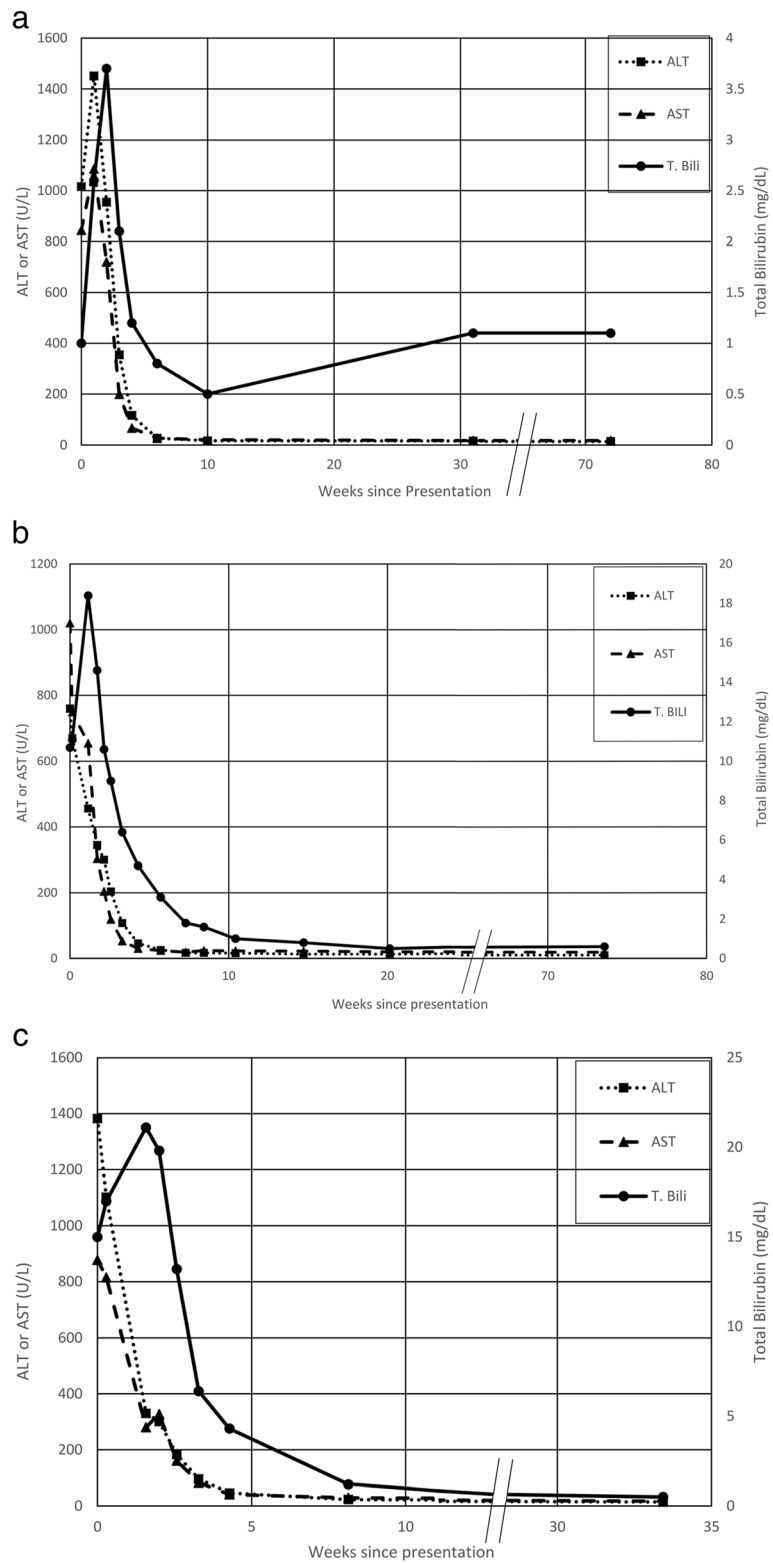 a
1600
1400
1200
1000
800
600
400
200
0
ALT or AST (U/L)
4
3.5
3
2.5
2
1.5
1
0.5
0
Total Bilirubin (mg/dL)
ALT
AST
T. Bili
0 10 20 30 70 80
Weeks since Presentation
b
1200
1000
800
600
400
200
0
ALT or AST (U/L)
20
18
16
14
12
10
8
6
4
2
0
Total Bilirubin (mg/dL)
ALT
AST
T. BILI
0 10 20 70 80
Weeks since presentation
c
1600
1400
1200
1000
800
600
400
200
0
ALT or AST (U/L)
25
20
15
10
5
0
Total Bilirubin (mg/dL)
ALT
AST
T. Bili
0 5 10 30 35
Weeks since presentation